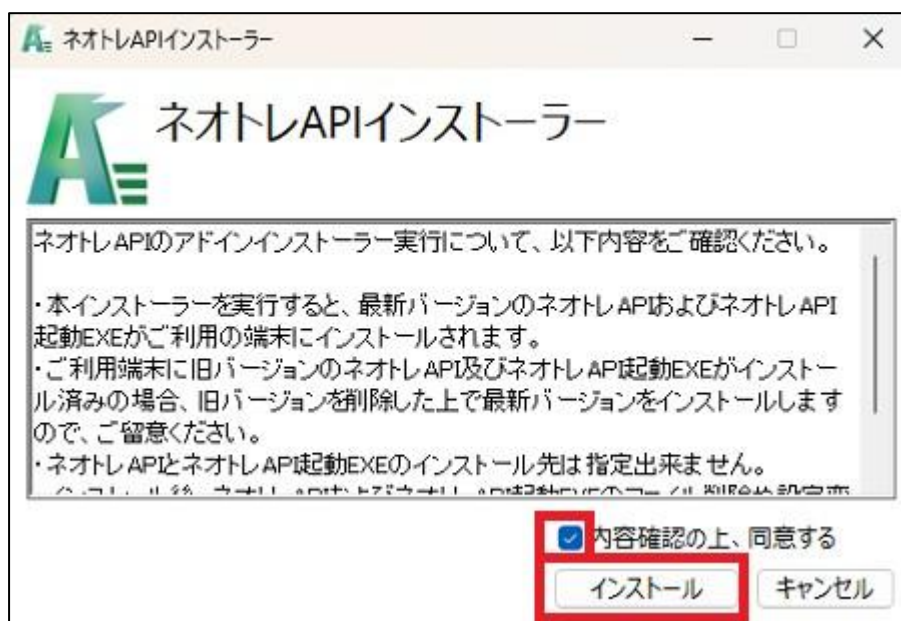 ネオトレAPIインストーラー
ネオトレAPIインストーラー
ネオトレAPIのアドインインストーラー実行について、以下内容をご確認ください。
・本インストーラーを実行すると、最新バージョンのネオトレAPIおよびネオトレAPI
起動EXEがご利用の端末にインストールされます。
・ご利用端末に旧バージョンのネオトレAPI及びネオトレAPI起動EXEがインストー
ル済みの場合、旧バージョンを削除した上で最新バージョンをインストールします
ので、ご留意ください。
・ネオトレAPIとネオトレAPI起動EXEのインストール先は指定出来ません。
内容確認の上、同意する
インストール
キャンセル